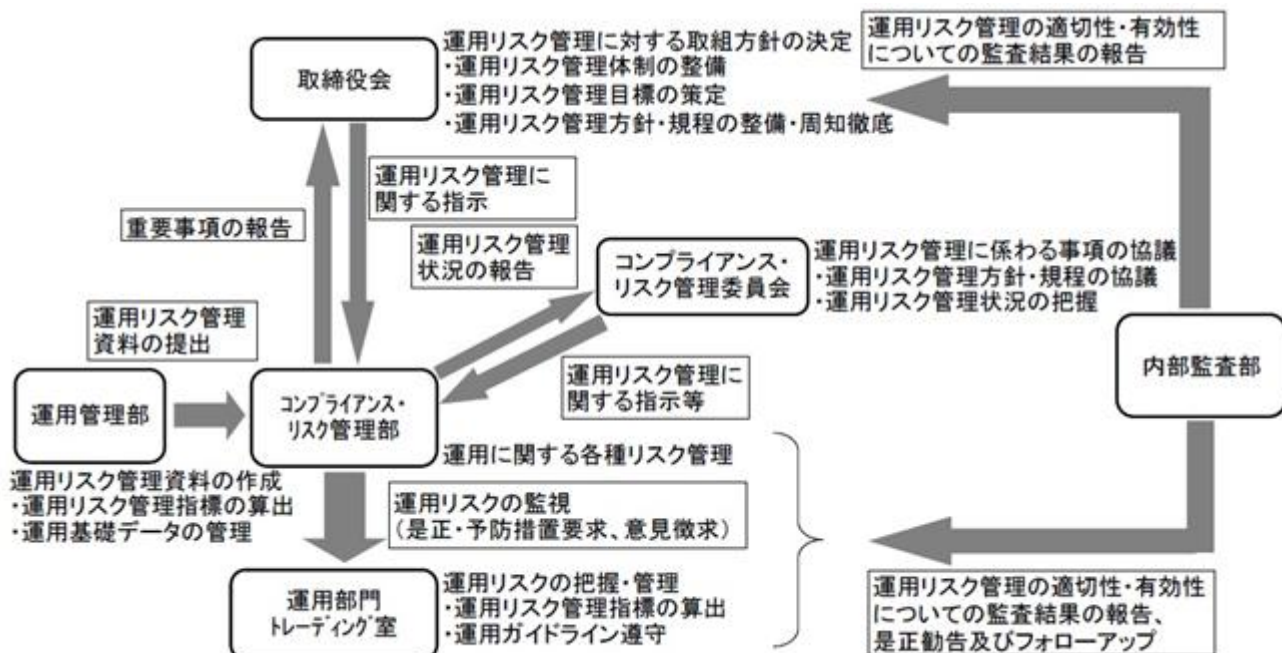 運用リスク管理に対する取組方針の決定
・運用リスク管理体制の整備
・運用リスク管理目標の策定
・運用リスク管理方針・規程の整備・周知徹底
取締役会
運用リスク管理の適切性・有効性
についての監査結果の報告
運用リスク管理に
関する指示
重要事項の報告
運用リスク管理
状況の報告
コンプライアンス・
リスク管理委員会
運用リスク管理に係わる事項の協議
・運用リスク管理方針・規程の協議
・運用リスク管理状況の把握
運用リスク管理
資料の提出
内部監査部
運用管理部
コンプライアンス・
リスク管理部
運用リスク管理に
関する指示等
運用に関する各種リスク管理
運用リスク管理資料の作成
・運用リスク管理指標の算出
・運用基礎データの管理
運用リスクの監視
(是正・予防措置要求、意見徴求)
運用部門
トレーディング室
運用リスクの把握・管理
・運用リスク管理指標の算出
・運用ガイドライン遵守
運用リスク管理の適切性・有効性
についての監査結果の報告、
是正勧告及びフォローアップ